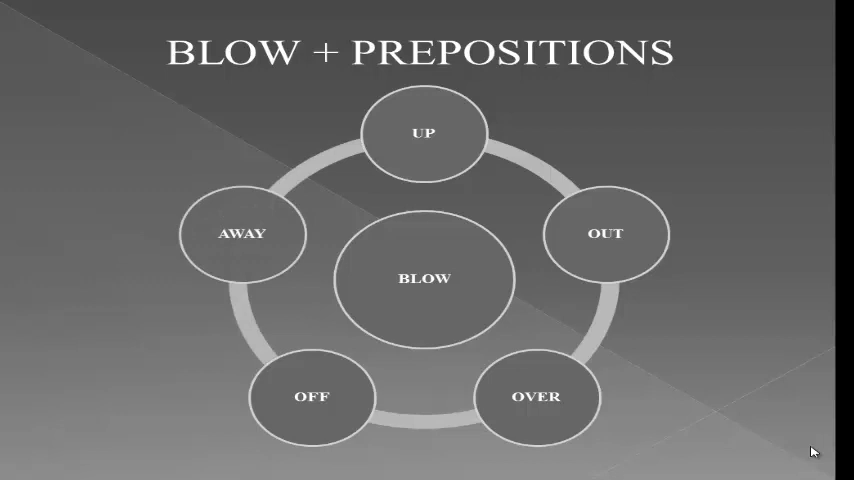 BLOW + PREPOSITIONS
UP
AWAY
OUT
BLOW
OFF
OVER